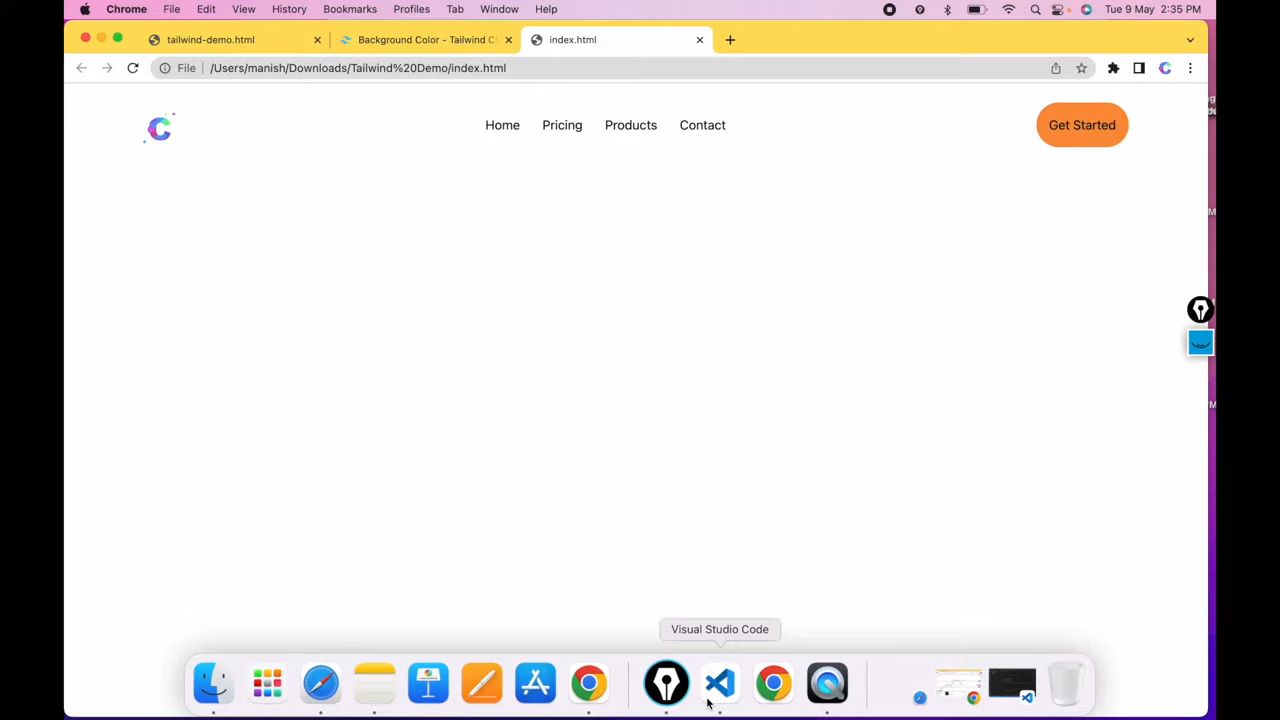 Chrome File Edit View History Bookmarks Profiles Tab Window Help Tue 9 May 2:35 PM
tailwind-demo.html Background Color - Tailwind C index.html
File /Users/manish/Downloads/Tailwind%20Demo/index.html
Home Pricing Products Contact Get Started
Visual Studio Code